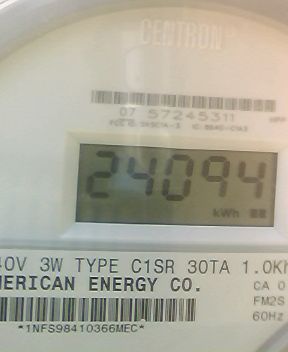 CENTRON
07 57245311
24094
kWh
40V 3W TYPE C1SR 30TA 1.0Kh
MERICAN ENERGY CO.
CA 0
FM2S
60Hz
*1NFS98410366MEC*